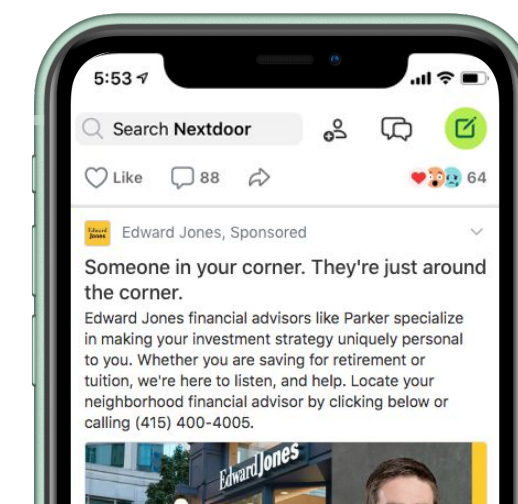 5:53
Search Nextdoor
Like 88 64
Edward Jones
Edward Jones, Sponsored
Someone in your corner. They're just around
the corner.
Edward Jones financial advisors like Parker specialize
in making your investment strategy uniquely personal
to you. Whether you are saving for retirement or
tuition, we're here to listen, and help. Locate your
neighborhood financial advisor by clicking below or
calling (415) 400-4005.
Edward Jones